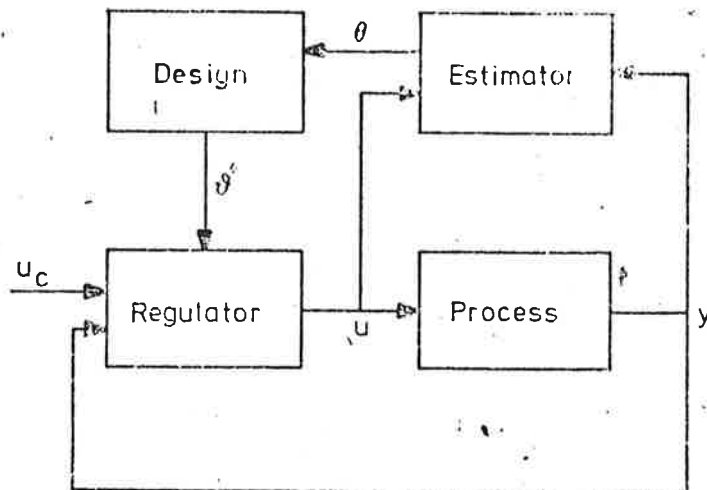 θ
Design
Estimator
ϑ
u_c
Regulator
u
Process
y